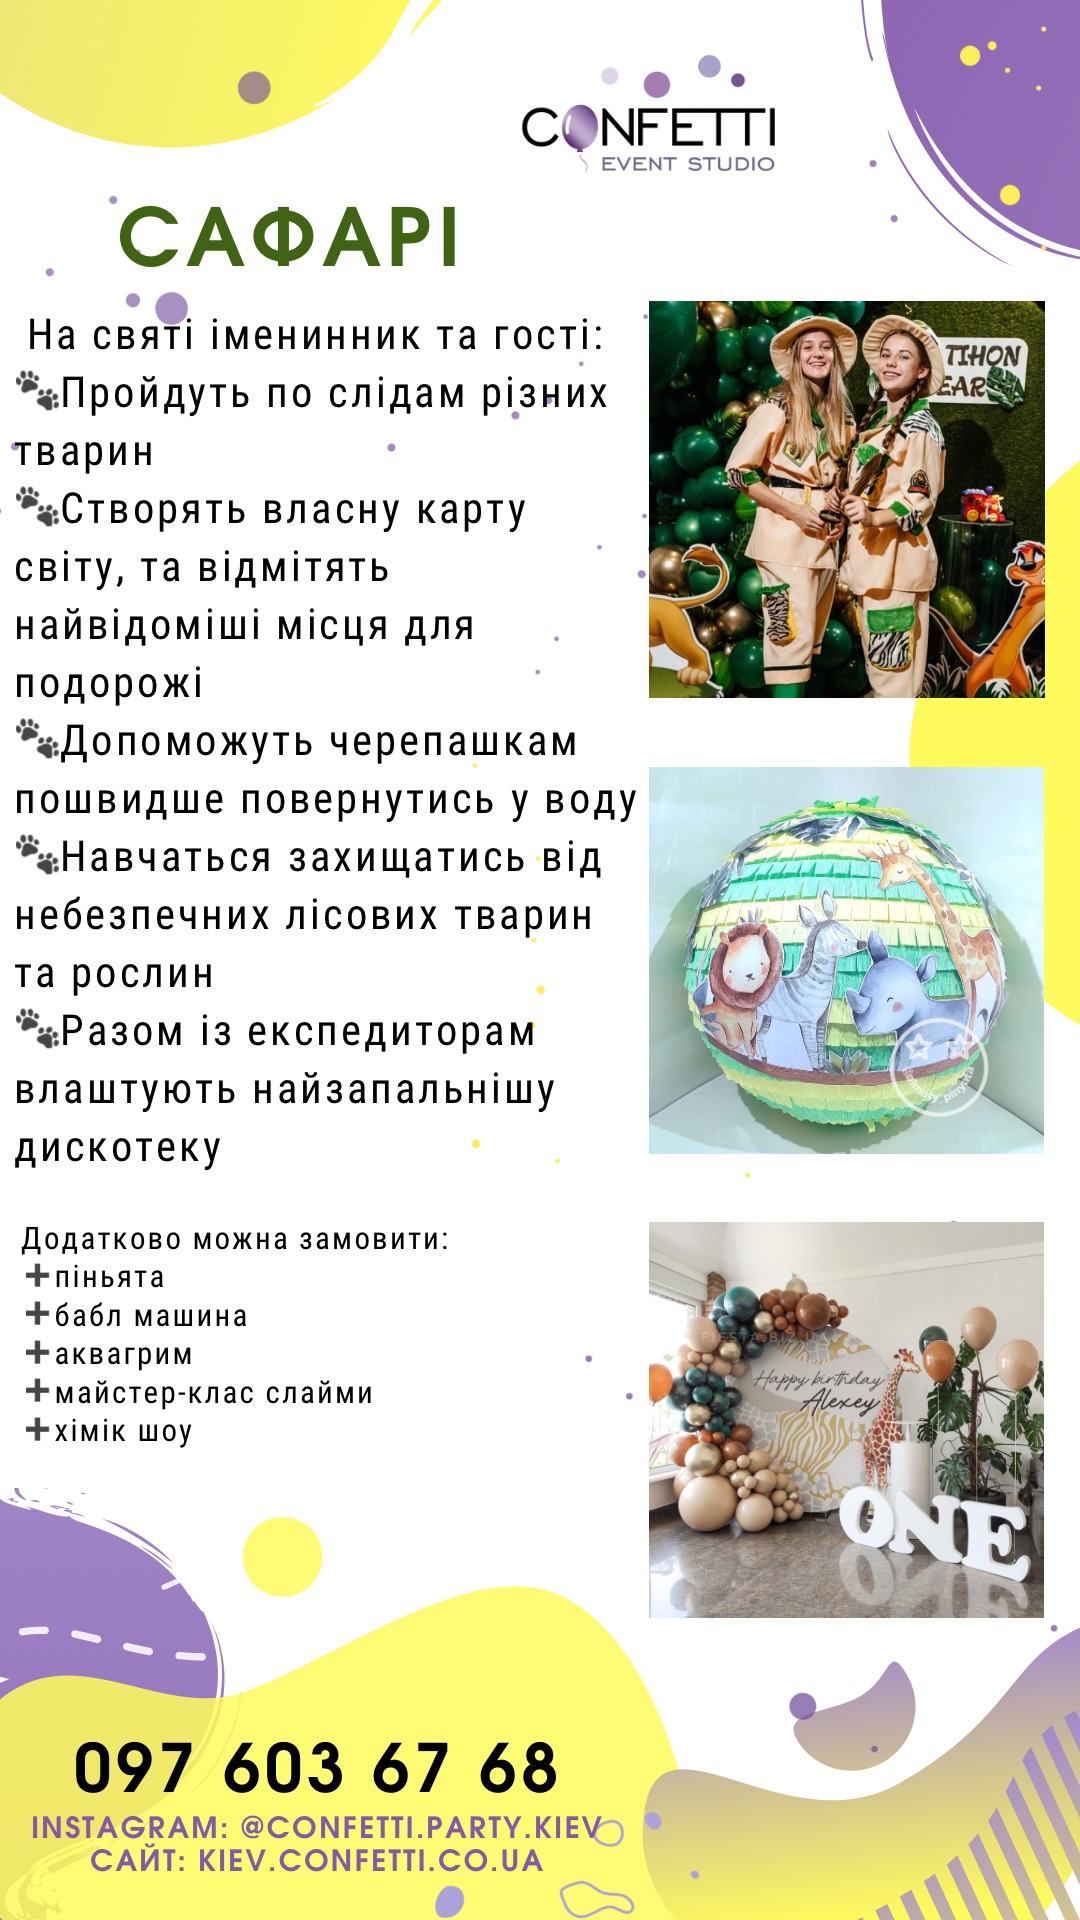 CONFETTI
EVENT STUDIO
САФАРІ
На святі іменинник та гості:
🐾Пройдуть по слідам різних
тварин
🐾Створять власну карту
світу, та відмітять
найвідоміші місця для
подорожі
🐾Допоможуть черепашкам
пошвидше повернутись у воду
🐾Навчаться захищатись від
небезпечних лісових тварин
та рослин
🐾Разом із експедиторам
влаштують найзапальнішу
дискотеку
Додатково можна замовити:
➕піньята
➕бабл машина
➕аквагрим
➕майстер-клас слайми
➕хімік шоу
TIHON
EAR
FIESTA.BIZ.UA
Happy birthday
Alexey
ONE
097 603 67 68
INSTAGRAM: @CONFETTI.PARTY.KIEV
САЙТ: KIEV.CONFETTI.CO.UA